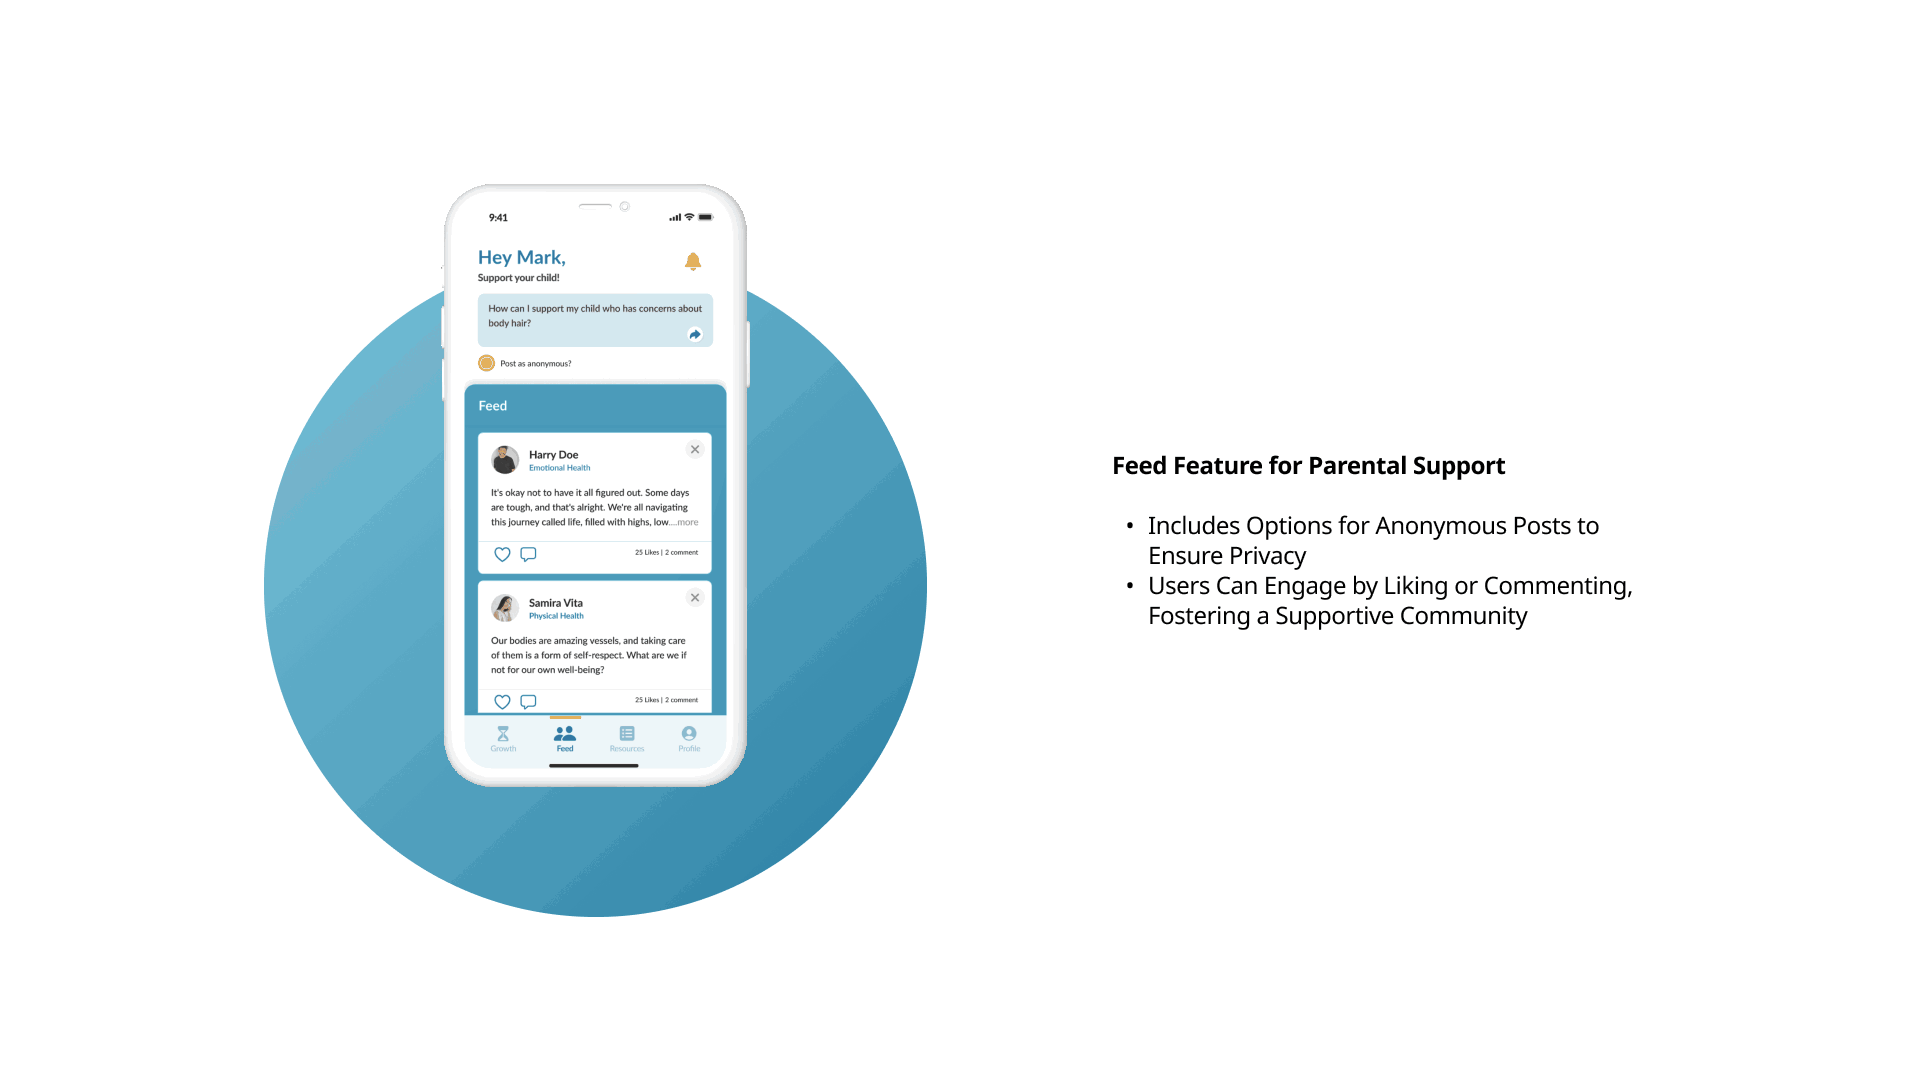 9:41
Hey Mark,
Support your child!
How can I support my child who has concerns about
body hair?
Post as anonymous?
Feed
Harry Doe
Emotional Health
It's okay not to have it all figured out. Some days
are tough, and that's alright. We're all navigating
this journey called life, filled with highs, low....more
25 Likes | 2 comment
Samira Vita
Physical Health
Our bodies are amazing vessels, and taking care
of them is a form of self-respect. What are we if
not for our own well-being?
25 Likes | 2 comment
Growth
Feed
Resources
Profile
Feed Feature for Parental Support
• Includes Options for Anonymous Posts to
Ensure Privacy
• Users Can Engage by Liking or Commenting,
Fostering a Supportive Community